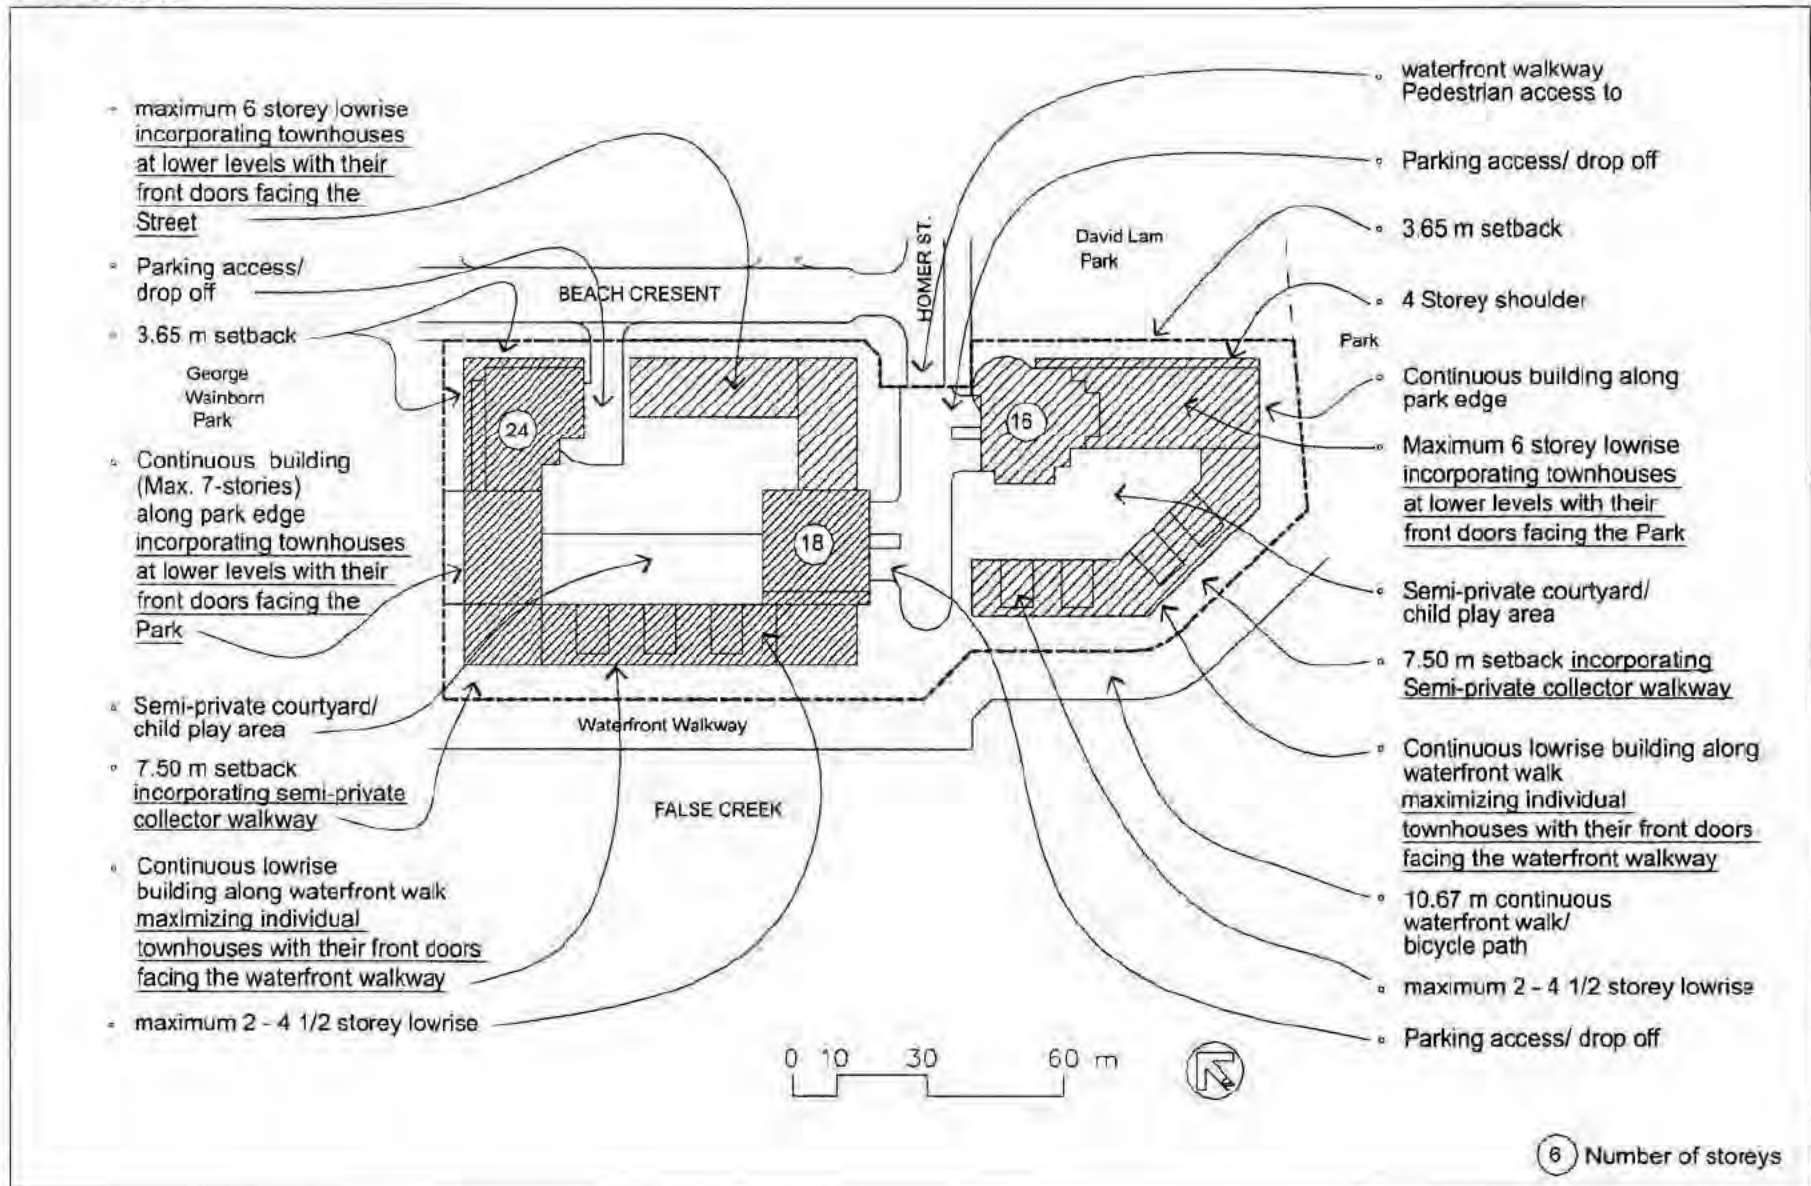 maximum 6 storey lowrise
incorporating townhouses
at lower levels with their
front doors facing the
Street
Parking access/
drop off
3.65 m setback
George
Wainborn
Park
Continuous building
(Max. 7-stories)
along park edge
incorporating townhouses
at lower levels with their
front doors facing the
Park
Semi-private courtyard/
child play area
7.50 m setback
incorporating semi-private
collector walkway
Continuous lowrise
building along waterfront walk
maximizing individual
townhouses with their front doors
facing the waterfront walkway
maximum 2 - 4 1/2 storey lowrise
BEACH CRESENT
HOMER ST.
David Lam
Park
Park
24
18
16
Waterfront Walkway
FALSE CREEK
waterfront walkway
Pedestrian access to
Parking access/ drop off
3.65 m setback
4 Storey shoulder
Continuous building along
park edge
Maximum 6 storey lowrise
incorporating townhouses
at lower levels with their
front doors facing the Park
Semi-private courtyard/
child play area
7.50 m setback incorporating
Semi-private collector walkway
Continuous lowrise building along
waterfront walk
maximizing individual
townhouses with their front doors
facing the waterfront walkway
10.67 m continuous
waterfront walk/
bicycle path
maximum 2 - 4 1/2 storey lowrise
Parking access/ drop off
0 10 30 60 m
6 Number of storeys